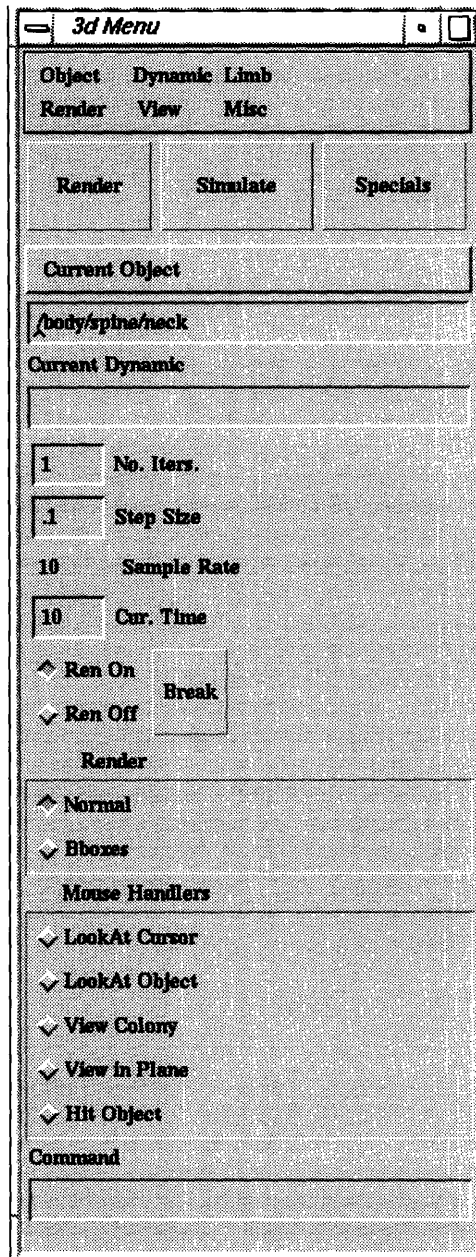 3d Menu
Object Dynamic Limb
Render View Misc
Render Simulate Specials
Current Object
/body/spine/neck
Current Dynamic
1 No. Iters.
.1 Step Size
10 Sample Rate
10 Cur. Time
Ren On
Break
Ren Off
Render
Normal
Bboxes
Mouse Handlers
LookAt Cursor
LookAt Object
View Colony
View in Plane
Hit Object
Command